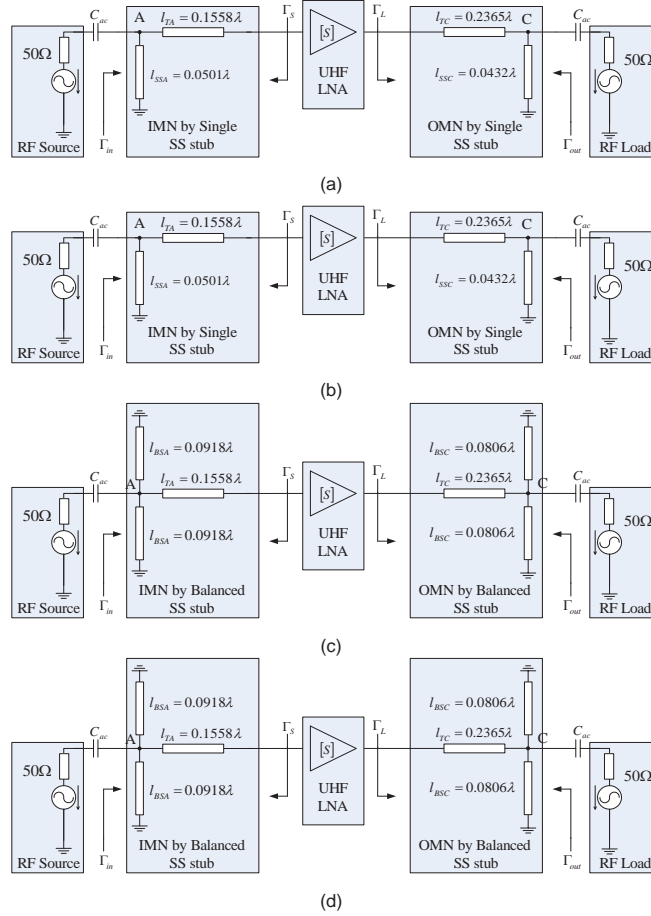 A
C_ac
l_TA = 0.1558λ
Γ_S
Γ_L
l_TC = 0.2365λ
C
C_ac
50Ω
[S]
50Ω
l_SSA = 0.0501λ
UHF
LNA
l_SSC = 0.0432λ
IMN by Single
SS stub
OMN by Single
SS stub
RF Source
Γ_in
Γ_out
RF Load
(a)
A
C_ac
l_TA = 0.1558λ
Γ_S
Γ_L
l_TC = 0.2365λ
C
C_ac
50Ω
[S]
50Ω
l_SSA = 0.0501λ
UHF
LNA
l_SSC = 0.0432λ
IMN by Single
SS stub
OMN by Single
SS stub
RF Source
Γ_in
Γ_out
RF Load
(b)
l_BSA = 0.0918λ
l_BSC = 0.0806λ
C_ac
A
l_TA = 0.1558λ
Γ_S
Γ_L
l_TC = 0.2365λ
C
C_ac
50Ω
[S]
50Ω
l_BSA = 0.0918λ
UHF
LNA
l_BSC = 0.0806λ
IMN by Balanced
SS stub
OMN by Balanced
SS stub
RF Source
Γ_in
Γ_out
RF Load
(c)
l_BSA = 0.0918λ
l_BSC = 0.0806λ
C_ac
A
l_TA = 0.1558λ
Γ_S
Γ_L
l_TC = 0.2365λ
C
C_ac
50Ω
[S]
50Ω
l_BSA = 0.0918λ
UHF
LNA
l_BSC = 0.0806λ
IMN by Balanced
SS stub
OMN by Balanced
SS stub
RF Source
Γ_in
Γ_out
RF Load
(d)